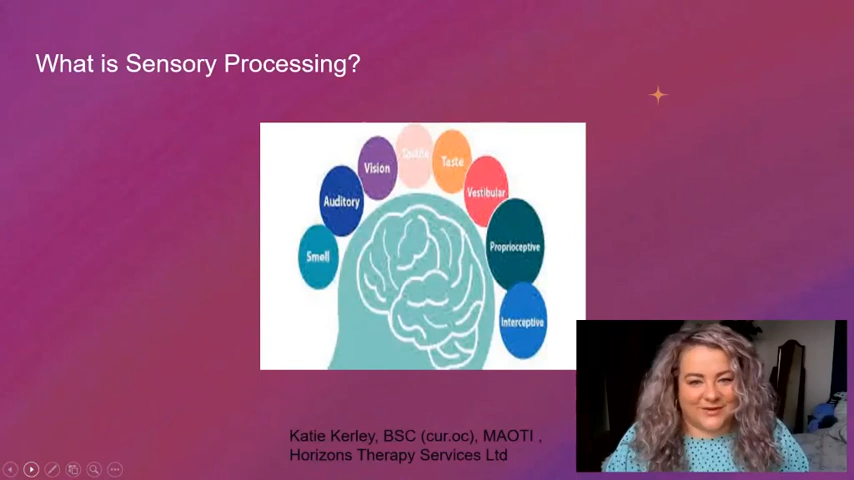 What is Sensory Processing?
Tactile
Vision
Taste
Vestibular
Auditory
Proprioceptive
Smell
Interceptive
Katie Kerley, BSC (cur.oc), MAOTI ,
Horizons Therapy Services Ltd